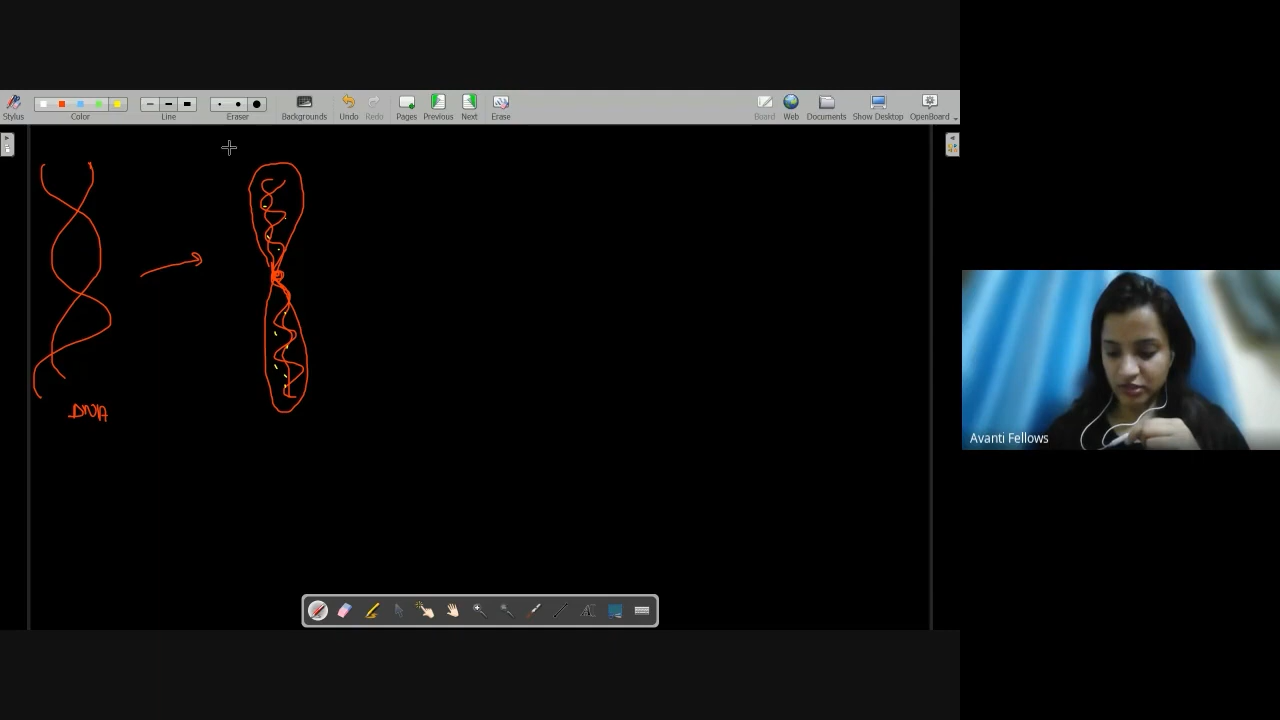 Stylus
Color
Line
Eraser
Backgrounds
Undo
Redo
Pages
Previous
Next
Erase
Board
Web
Documents
Show Desktop
OpenBoard
DNA
Avanti Fellows